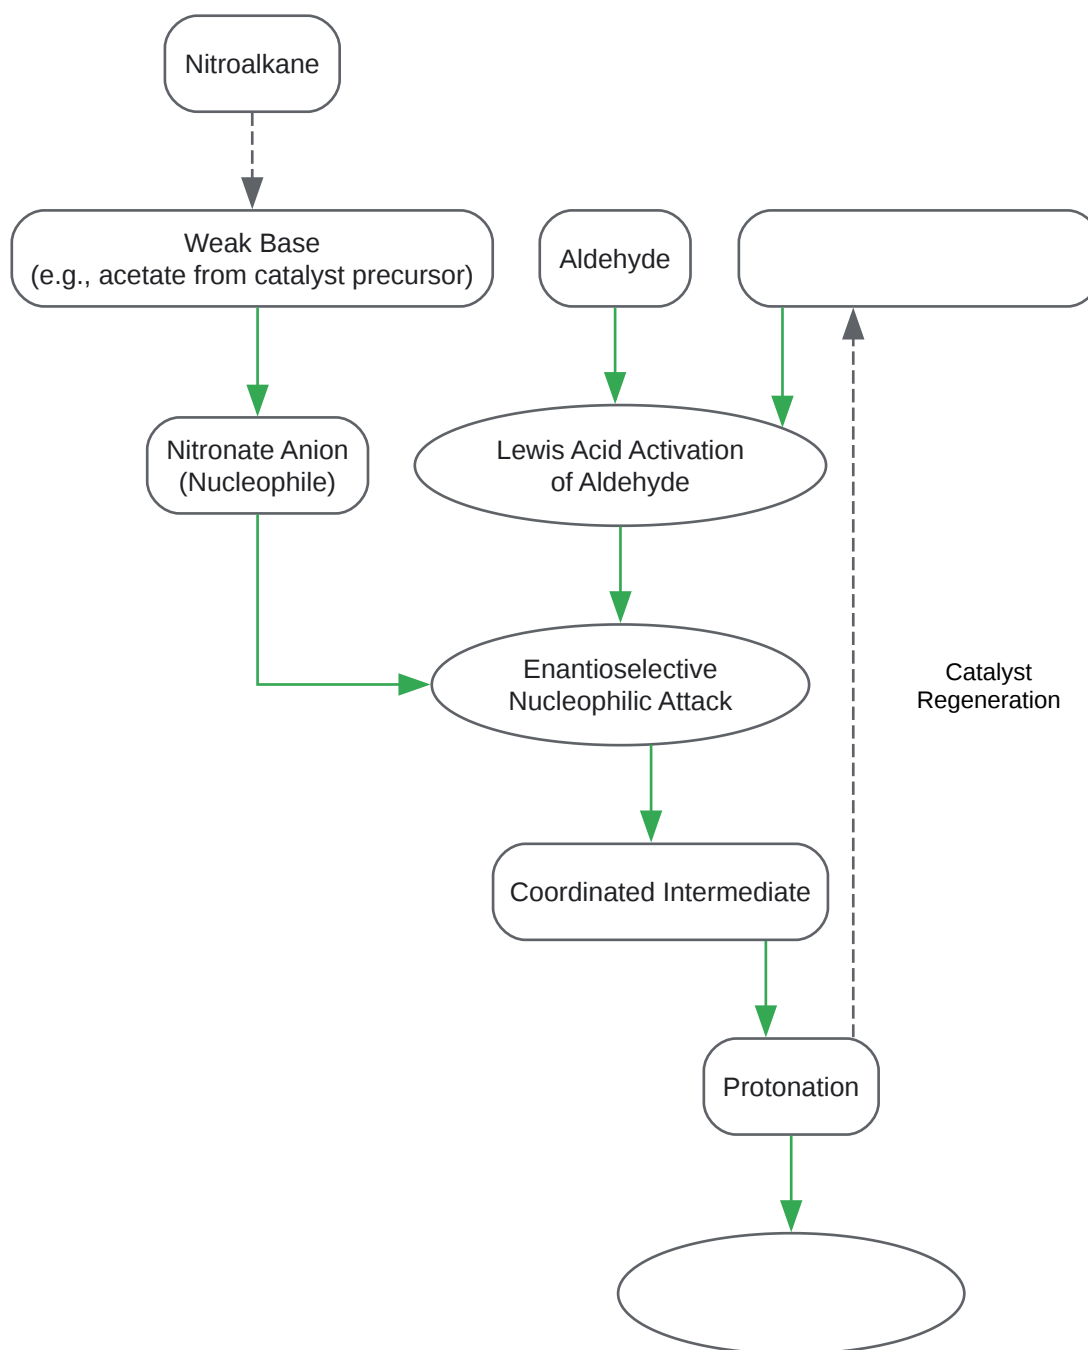 Nitroalkane
Weak Base
(e.g., acetate from catalyst precursor)
Aldehyde
Nitronate Anion
(Nucleophile)
Lewis Acid Activation
of Aldehyde
Enantioselective
Nucleophilic Attack
Catalyst
Regeneration
Coordinated Intermediate
Protonation